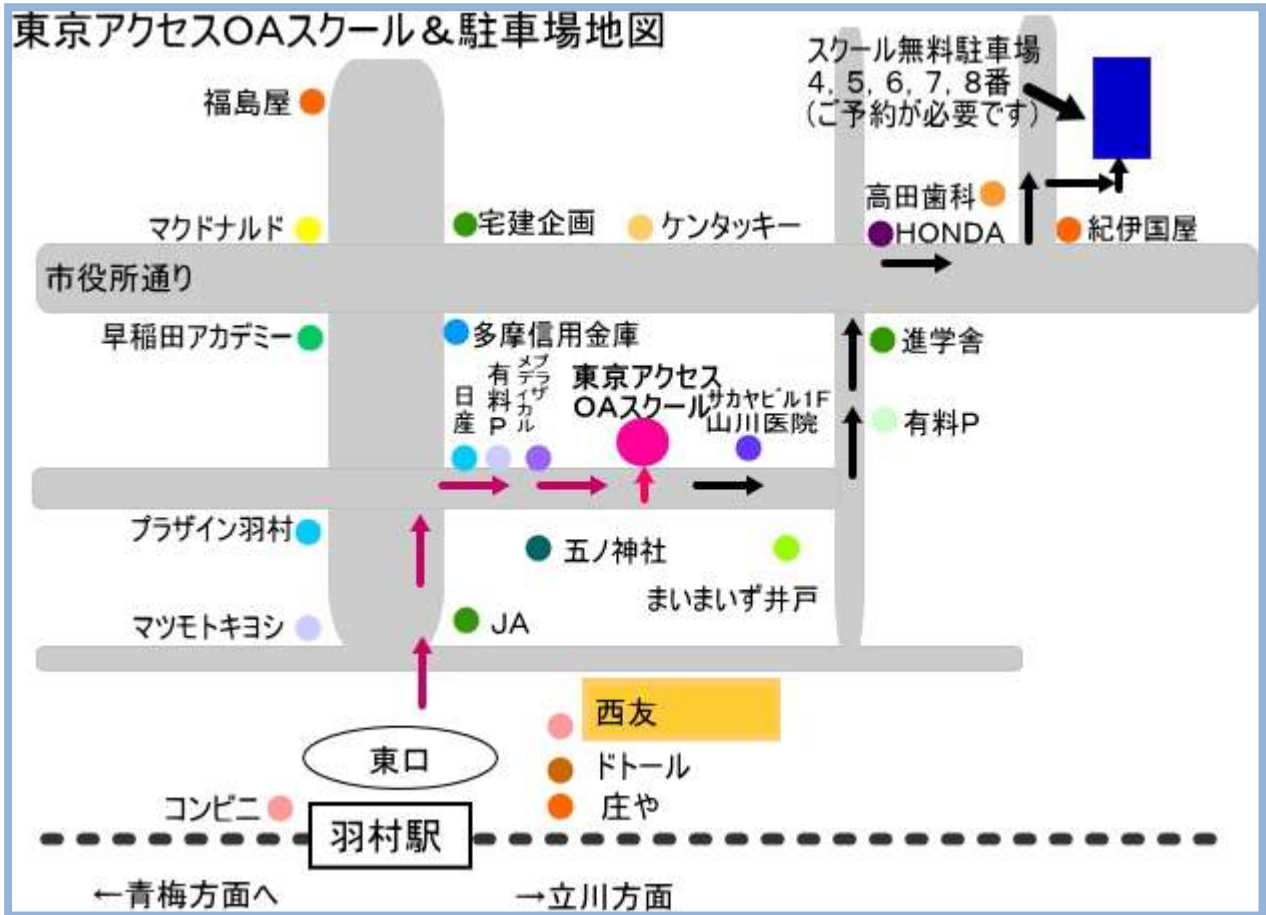 東京アクセスOAスクール&駐車場地図
福島屋
スクール無料駐車場
4,5,6,7,8番
(ご予約が必要です)
マクドナルド
宅建企画
ケンタッキー
高田歯科
HONDA
紀伊国屋
市役所通り
早稲田アカデミー
多摩信用金庫
進学舎
日産
有料P
プラザ
メディカル
東京アクセス
OAスクール
サカヤビル1F
山川医院
有料P
プラザイン羽村
五ノ神社
まいまいず井戸
マツモトキヨシ
JA
西友
東口
ドトール
コンビニ
庄や
羽村駅
←青梅方面へ
→立川方面